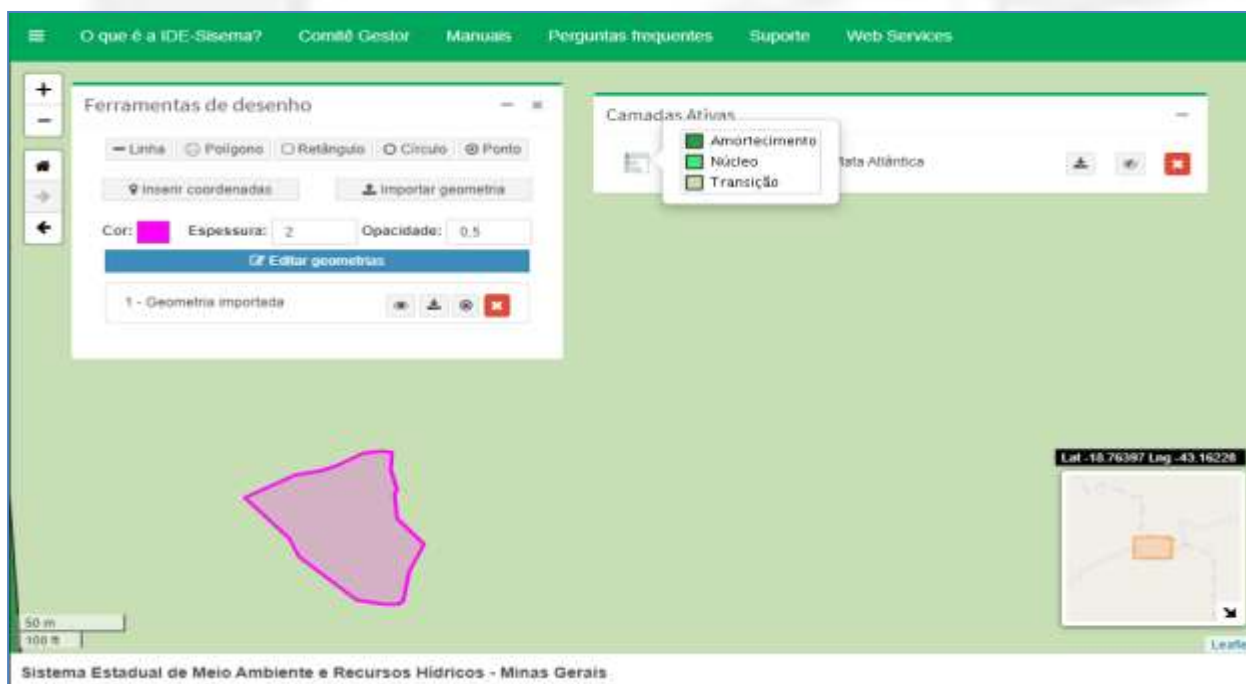 O que é a IDE-Sisema? Comitê Gestor Manuais Perguntas frequentes Suporte Web Services
Ferramentas de desenho
Linha Polígono Retângulo Círculo Ponto
Inserir coordenadas Importar geometria
Cor: Espessura: 2 Opacidade: 0.5
Editar geometrias
1 - Geometria importada
Camadas Ativas
Amortecimento
Núcleo
Transição
Mata Atlântica
Lat -18.76397 Lng -43.16228
50 m
100 ft
Leafle
Sistema Estadual de Meio Ambiente e Recursos Hídricos - Minas Gerais